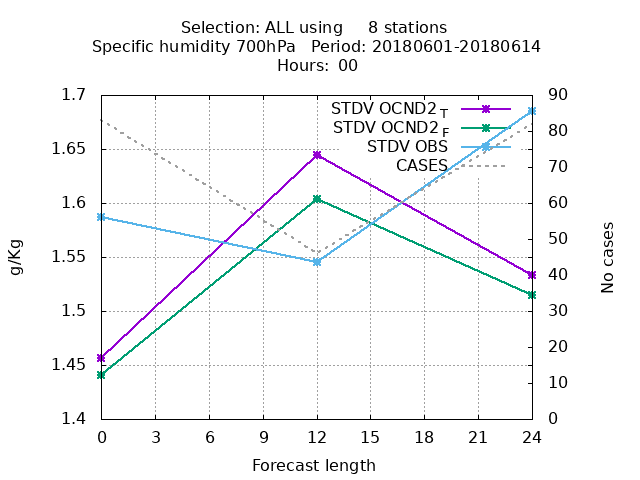 Selection: ALL using     8 stations
Specific humidity 700hPa   Period: 20180601-20180614
Hours: 00
STDV OCND2 T
STDV OCND2 F
STDV OBS
CASES
1.7
1.65
1.6
1.55
1.5
1.45
1.4
g/Kg
90
80
70
60
50
40
30
20
10
0
No cases
0 3 6 9 12 15 18 21 24
Forecast length